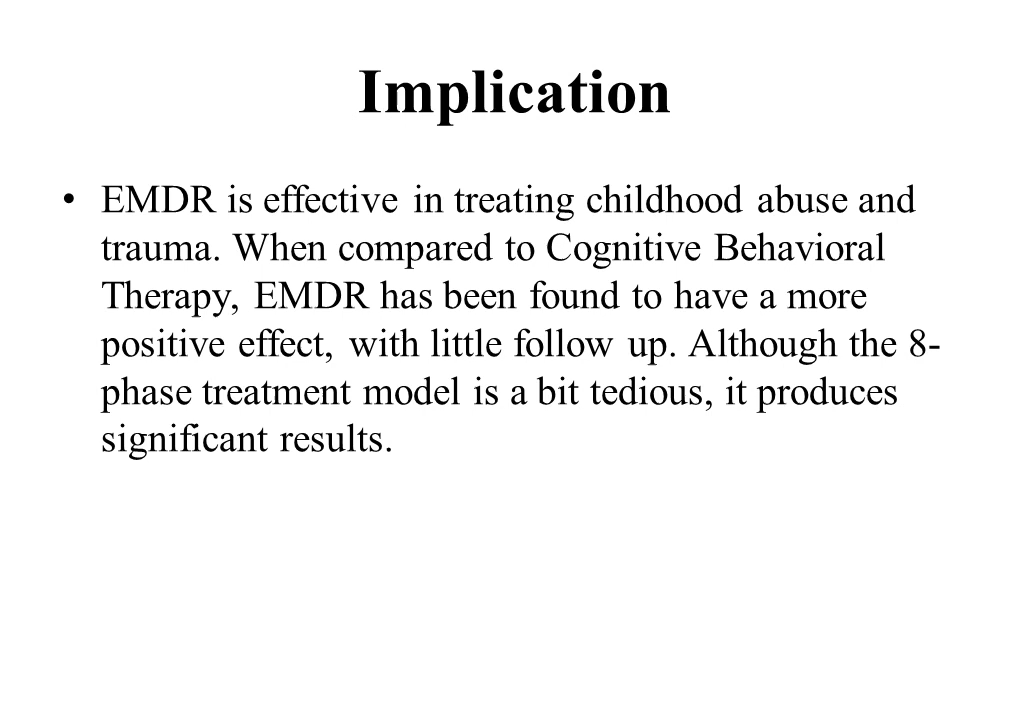 Implication
• EMDR is effective in treating childhood abuse and
trauma. When compared to Cognitive Behavioral
Therapy, EMDR has been found to have a more
positive effect, with little follow up. Although the 8-
phase treatment model is a bit tedious, it produces
significant results.